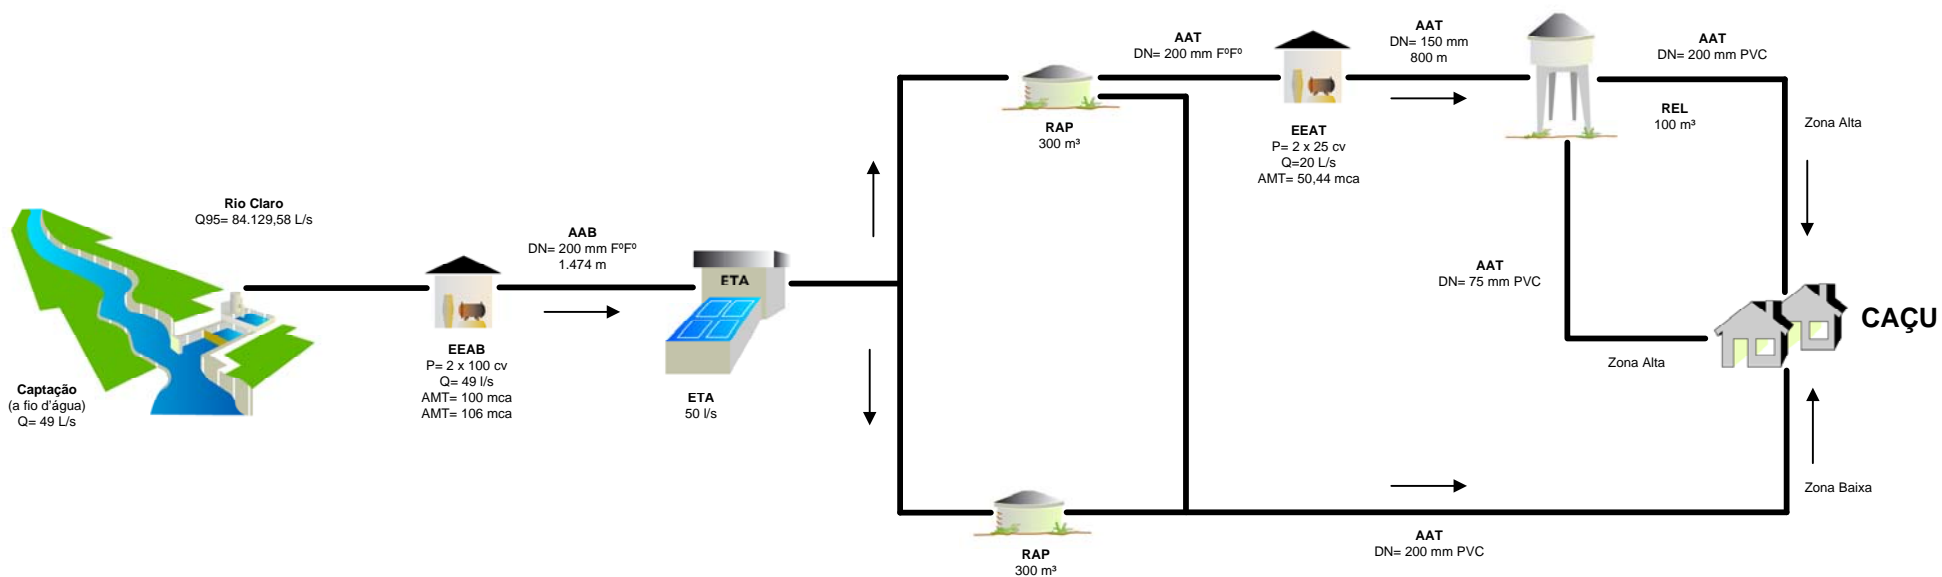 Rio Claro
Q95= 84.129,58 L/s
Captação
(a fio d'água)
Q= 49 L/s
EEAB
P= 2 x 100 cv
Q= 49 l/s
AMT= 100 mca
AMT= 106 mca
AAB
DN= 200 mm FºFº
1.474 m
ETA
ETA
50 l/s
RAP
300 m³
RAP
300 m³
AAT
DN= 200 mm FºFº
EEAT
P= 2 x 25 cv
Q=20 L/s
AMT= 50,44 mca
AAT
DN= 150 mm
800 m
AAT
DN= 200 mm PVC
REL
100 m³
Zona Alta
AAT
DN= 75 mm PVC
Zona Alta
CAÇU
Zona Baixa
AAT
DN= 200 mm PVC